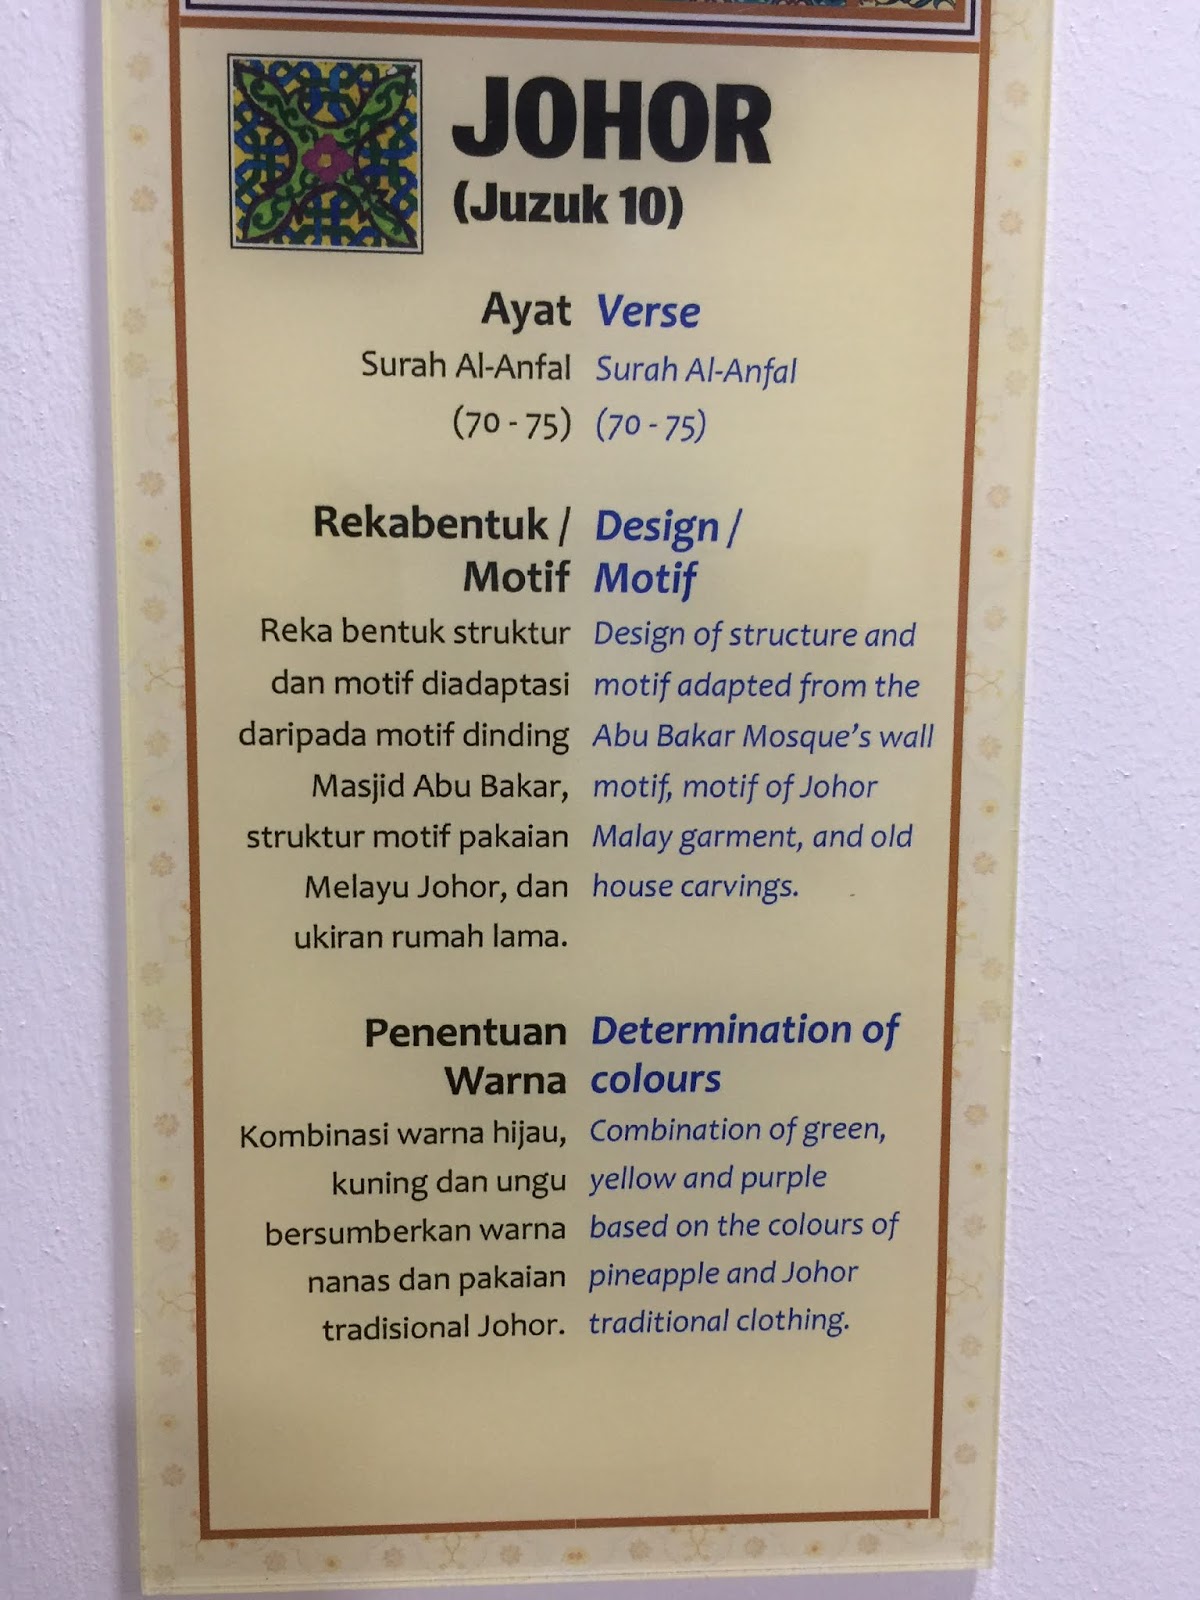 JOHOR
(Juzuk 10)
Ayat
Surah Al-Anfal
(70 - 75)
Verse
Surah Al-Anfal
(70 - 75)
Rekabentuk /
Motif
Reka bentuk struktur
dan motif diadaptasi
daripada motif dinding
Masjid Abu Bakar,
struktur motif pakaian
Melayu Johor, dan
ukiran rumah lama.
Design /
Motif
Design of structure and
motif adapted from the
Abu Bakar Mosque's wall
motif, motif of Johor
Malay garment, and old
house carvings.
Penentuan
Warna
Kombinasi warna hijau,
kuning dan ungu
bersumberkan warna
nanas dan pakaian
tradisional Johor.
Determination of
colours
Combination of green,
yellow and purple
based on the colours of
pineapple and Johor
traditional clothing.